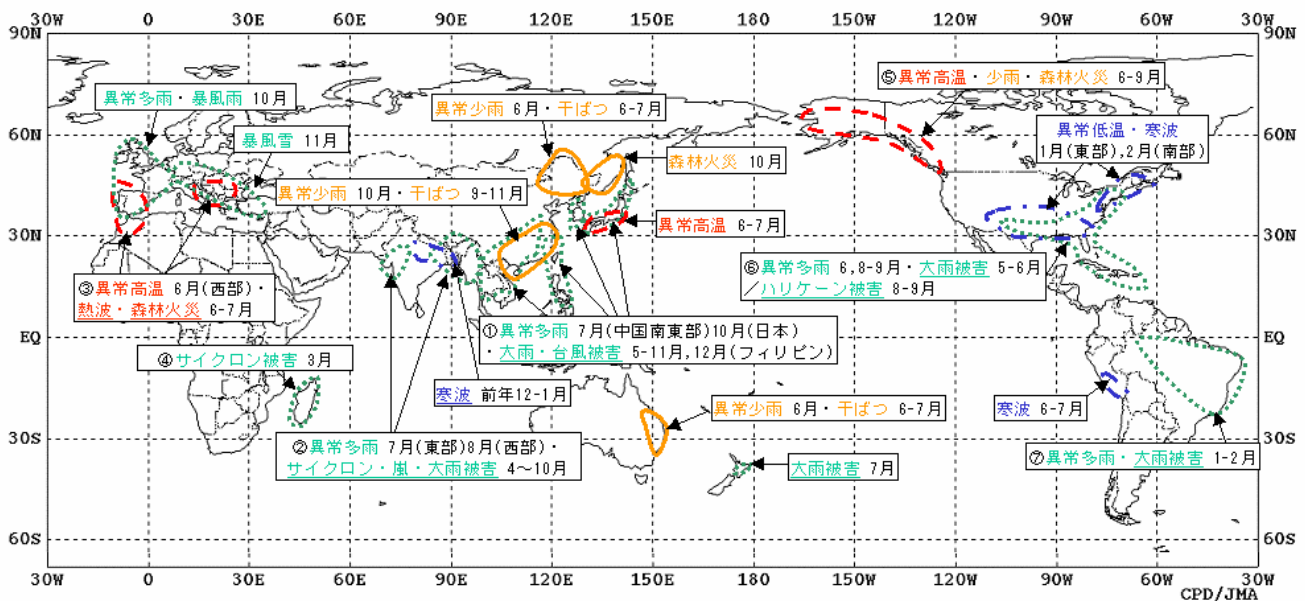 30W 0 30E 60E 90E 120E 150E 180 150W 120W 90W 60W 30W
90N 90N
⑤異常高温・少雨・森林火災 6-9月
異常多雨・暴風雨 10月
異常少雨 6月・干ばつ 6-7月
60N 60N
暴風雪 11月
異常低温・寒波
1月(東部),2月(南部)
森林火災 10月
異常少雨 10月・干ばつ 9-11月
異常高温 6-7月
30N 30N
⑥異常多雨 6,8-9月・大雨被害 5-6月
／ハリケーン被害 8-9月
③異常高温 6月(西部)・
熱波・森林火災 6-7月
①異常多雨 7月(中国南東部)10月(日本)
・大雨・台風被害 5-11月,12月(フィリピン)
EQ EQ
④サイクロン被害 3月
寒波 前年12-1月
異常少雨 6月・干ばつ 6-7月
寒波 6-7月
30S 30S
②異常多雨 7月(東部)8月(西部)・
サイクロン・嵐・大雨被害 4～10月
大雨被害 7月
⑦異常多雨・大雨被害 1-2月
60S 60S
30W 0 30E 60E 90E 120E 150E 180 150W 120W 90W 60W 30W
CPD/JMA